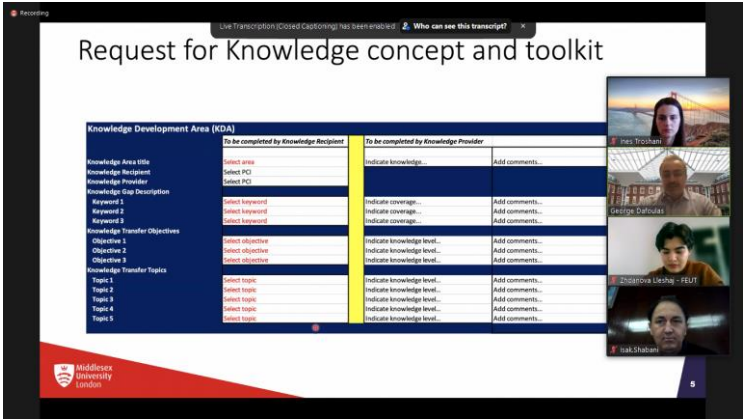 Recording
Live Transcription (Closed Captioning) has been enabled Who can see this transcript? ×
Request for Knowledge concept and toolkit
Knowledge Development Area (KDA)
To be completed by Knowledge Recipient To be completed by Knowledge Provider
Knowledge Area title Select area Indicate knowledge... Add comments...
Knowledge Recipient Select PCI
Knowledge Provider Select PCI
Knowledge Gap Description
Keyword 1 Select keyword Indicate coverage... Add comments...
Keyword 2 Select keyword Indicate coverage... Add comments...
Keyword 3 Select keyword Indicate coverage... Add comments...
Knowledge Transfer Objectives
Objective 1 Select objective Indicate knowledge level... Add comments...
Objective 2 Select objective Indicate knowledge level... Add comments...
Objective 3 Select objective Indicate knowledge level... Add comments...
Knowledge Transfer Topics
Topic 1 Select topic Indicate knowledge level... Add comments...
Topic 2 Select topic Indicate knowledge level... Add comments...
Topic 3 Select topic Indicate knowledge level... Add comments...
Topic 4 Select topic Indicate knowledge level... Add comments...
Topic 5 Select topic Indicate knowledge level... Add comments...
Ines Troshani
George Dafoulas
Zhdanova Lleshaj - FEUT
Isak.Shabani
Middlesex
University
London
5